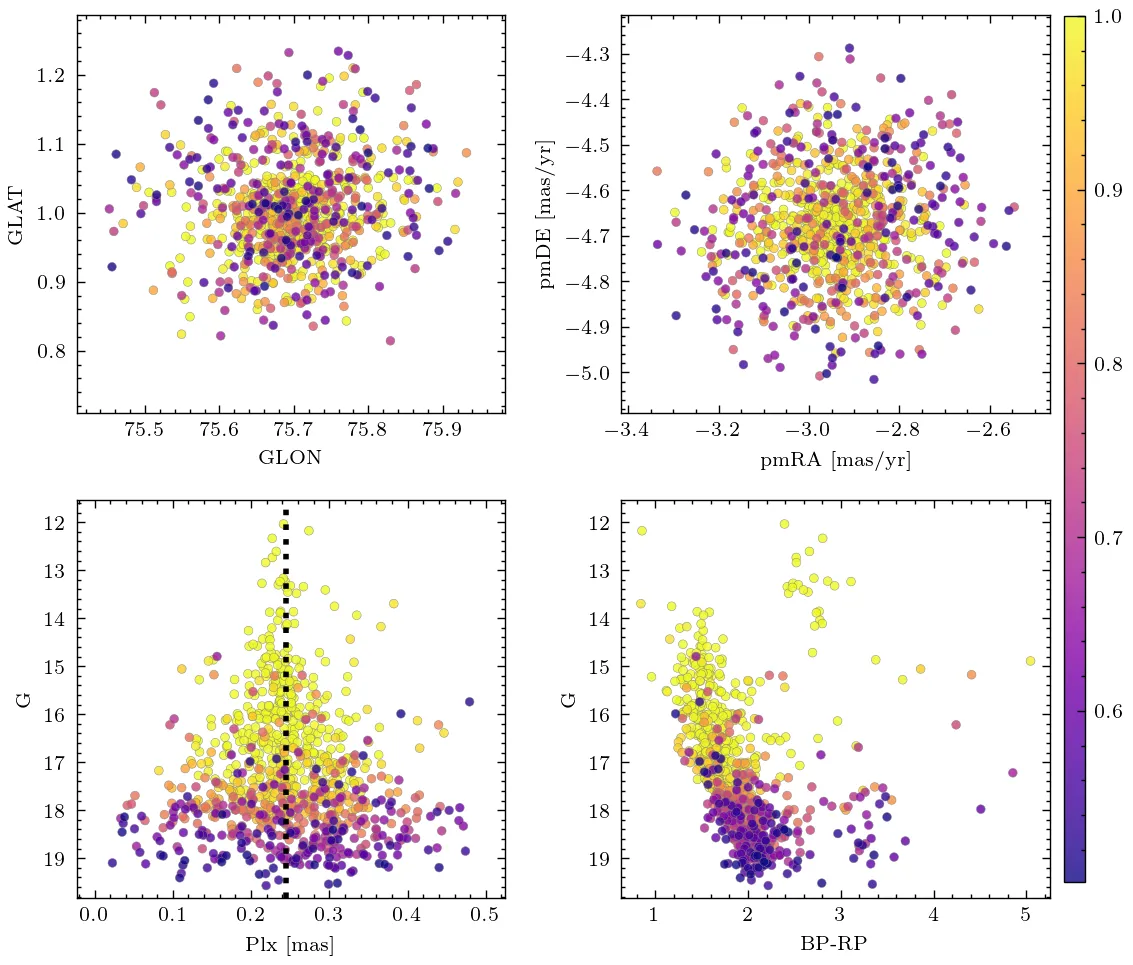 1.2
1.1
1.0
0.9
0.8
GLAT
75.5 75.6 75.7 75.8 75.9
GLON
−4.3
−4.4
−4.5
−4.6
−4.7
−4.8
−4.9
−5.0
pmDE [mas/yr]
−3.4 −3.2 −3.0 −2.8 −2.6
pmRA [mas/yr]
12
13
14
15
16
17
18
19
G
0.0 0.1 0.2 0.3 0.4 0.5
Plx [mas]
12
13
14
15
16
17
18
19
G
1 2 3 4 5
BP-RP
1.0
0.9
0.8
0.7
0.6